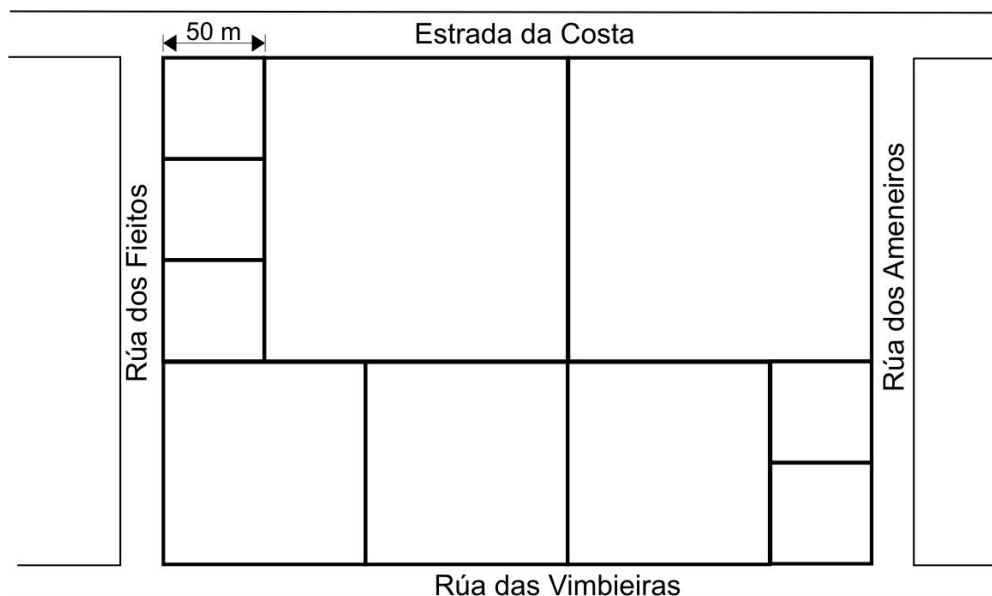 50 m
Estrada da Costa
Rúa dos Fieitos
Rúa dos Ameneiros
Rúa das Vimbieiras